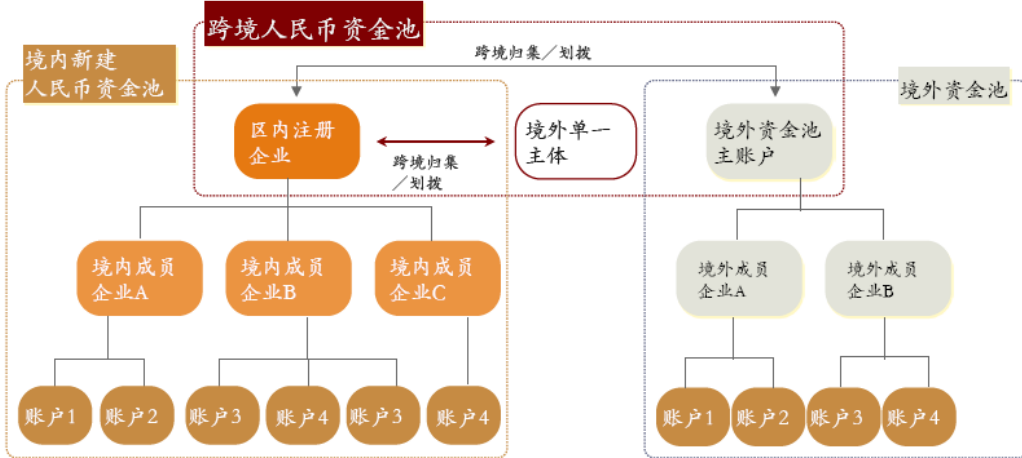 跨境人民币资金池
境内新建
人民币资金池
跨境归集／划拨
境外资金池
区内注册
企业
跨境归集
／划拨
境外单一
主体
境外资金池
主账户
境内成员
企业A
境内成员
企业B
境内成员
企业C
境外成员
企业A
境外成员
企业B
账户1
账户2
账户3
账户4
账户3
账户4
账户1
账户2
账户3
账户4